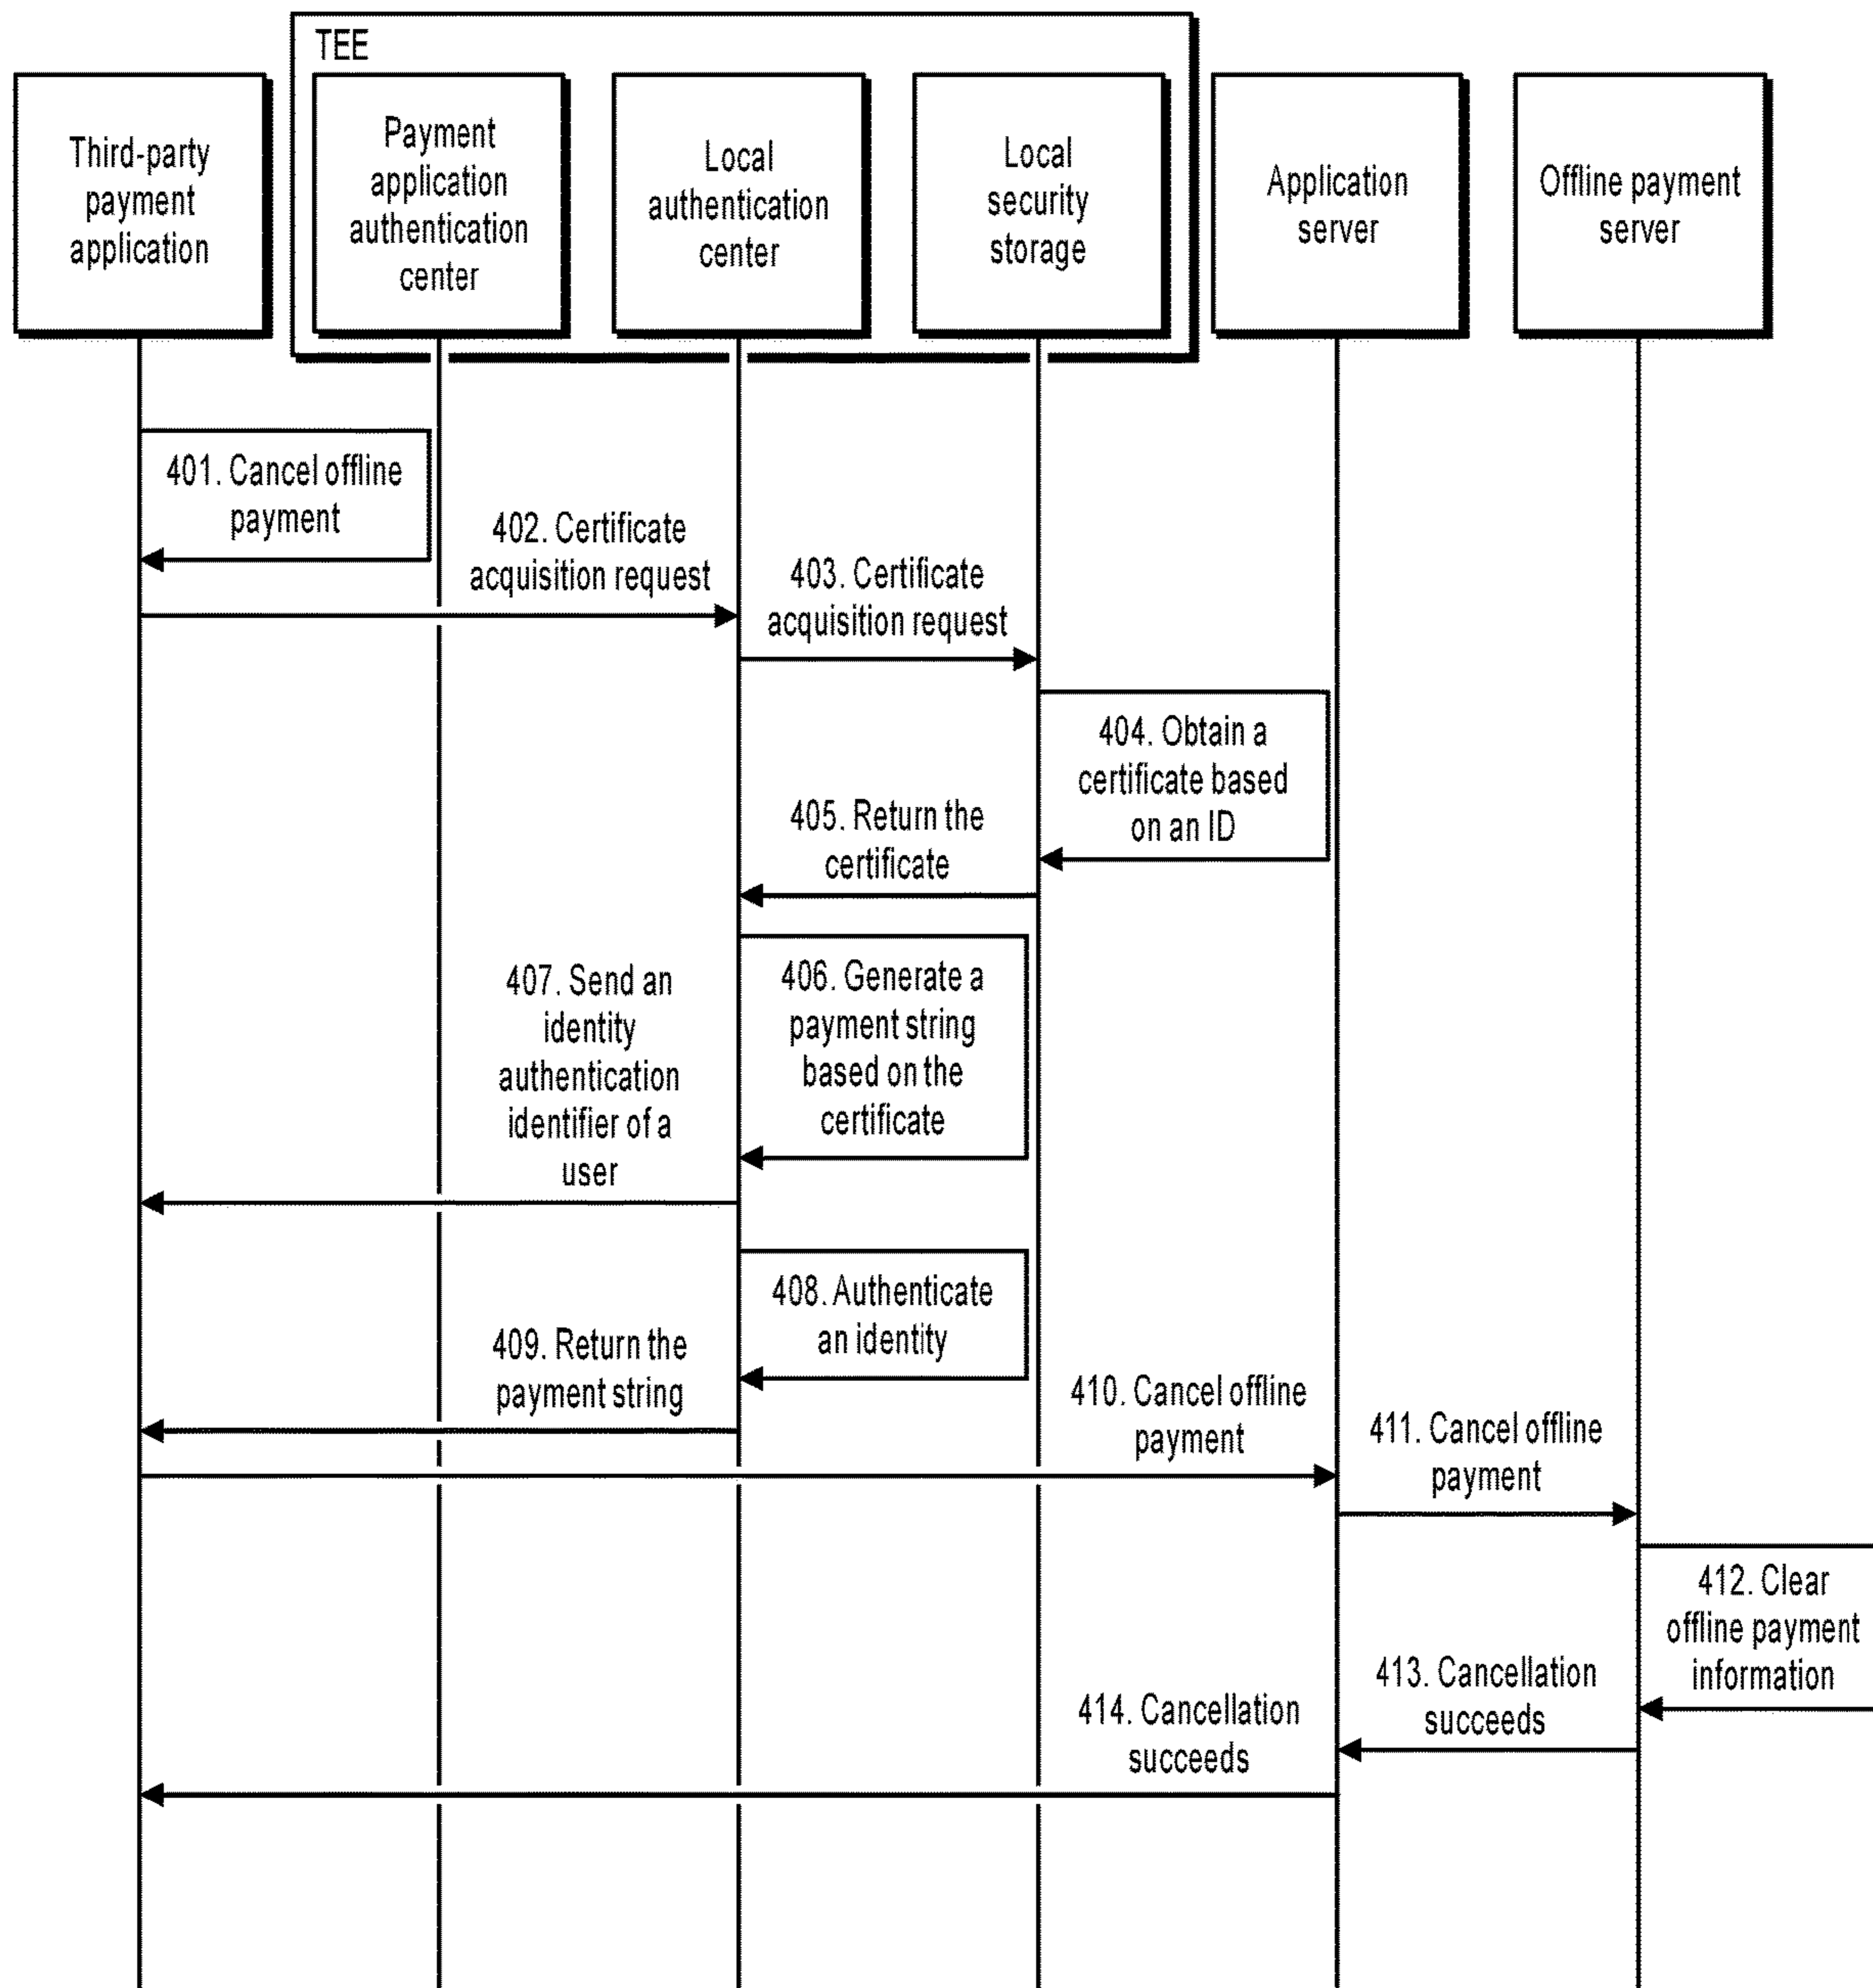 TEE
Third-party
payment
application
Payment
application
authentication
center
Local
authentication
center
Local
security
storage
Application
server
Offline payment
server
401. Cancel offline
payment
402. Certificate
acquisition request
403. Certificate
acquisition request
404. Obtain a
certificate based
on an ID
405. Return the
certificate
406. Generate a
payment string
based on the
certificate
407. Send an
identity
authentication
identifier of a
user
408. Authenticate
an identity
409. Return the
payment string
410. Cancel offline
payment
411. Cancel offline
payment
412. Clear
offline payment
information
413. Cancellation
succeeds
414. Cancellation
succeeds